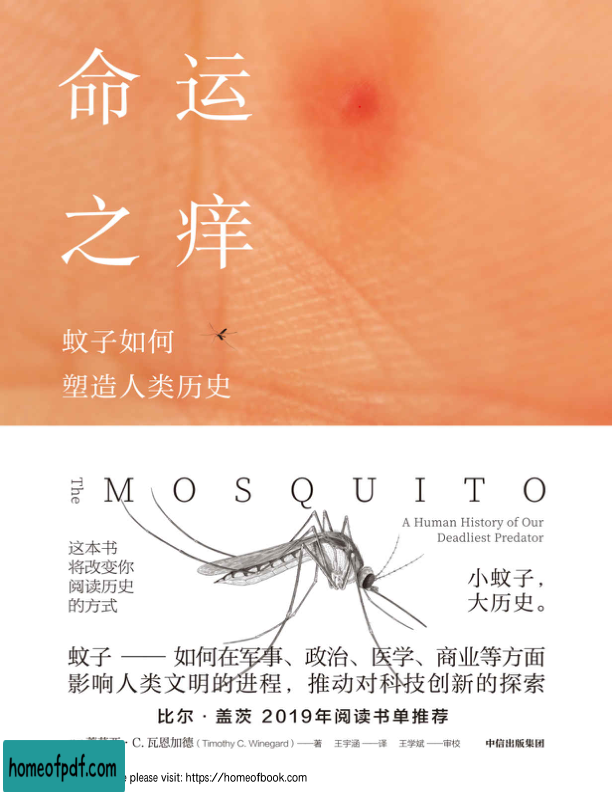 命运
之痒
蚊子如何
塑造人类历史
The MOSQUITO
A Human History of Our
Deadliest Predator
这本书
将改变你
阅读历史
的方式
小蚊子，
大历史。
蚊子 —— 如何在军事、政治、医学、商业等方面
影响人类文明的进程，推动对科技创新的探索
比尔·盖茨 2019年阅读书单推荐
·C. 瓦恩加德（Timothy C. Winegard）——著 王宇涵——译 王学斌——审校 中信出版集团
homeofpdf.com
please visit: https://homeofbook.com